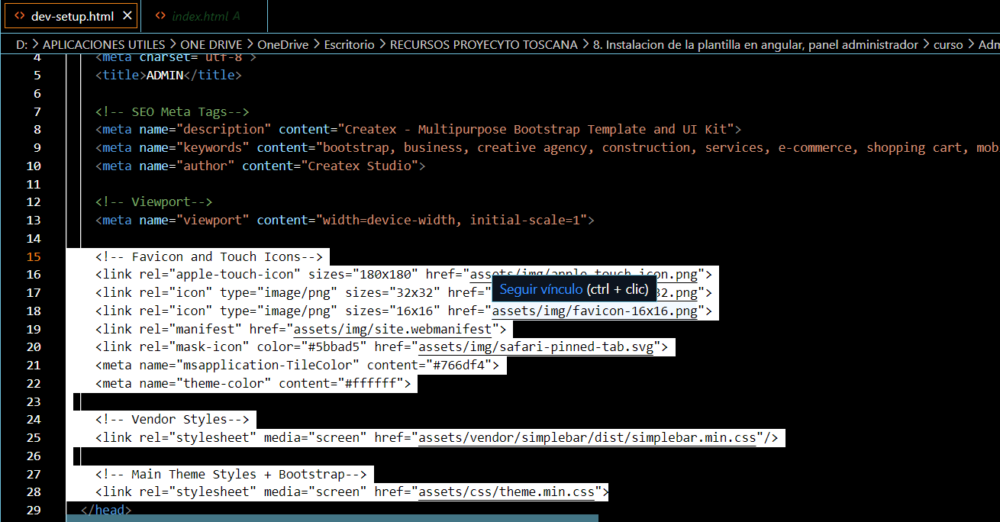 dev-setup.html
index.html A
D: > APLICACIONES UTILES > ONE DRIVE > OneDrive > Escritorio > RECURSOS PROYECYTO TOSCANA > 8. Instalacion de la plantilla en angular, panel administrador > curso >
4 <meta charset="utf-8">
5 <title>ADMIN</title>
6
7 <!-- SEO Meta Tags-->
8 <meta name="description" content="Createx - Multipurpose Bootstrap Template and UI Kit">
9 <meta name="keywords" content="bootstrap, business, creative agency, construction, services, e-commerce, shopping cart,
10 <meta name="author" content="Createx Studio">
11
12 <!-- Viewport-->
13 <meta name="viewport" content="width=device-width, initial-scale=1">
14
15 <!-- Favicon and Touch Icons-->
16 <link rel="apple-touch-icon" sizes="180x180" href="assets/img/apple-touch-icon.png">
17 <link rel="icon" type="image/png" sizes="32x32" href="
Seguir vínculo (ctrl + clic)
32.png">
18 <link rel="icon" type="image/png" sizes="16x16" href="assets/img/favicon-16x16.png">
19 <link rel="manifest" href="assets/img/site.webmanifest">
20 <link rel="mask-icon" color="#5bbad5" href="assets/img/safari-pinned-tab.svg">
21 <meta name="msapplication-TileColor" content="#766df4">
22 <meta name="theme-color" content="#ffffff">
23
24 <!-- Vendor Styles-->
25 <link rel="stylesheet" media="screen" href="assets/vendor/simplebar/dist/simplebar.min.css"/>
26
27 <!-- Main Theme Styles + Bootstrap-->
28 <link rel="stylesheet" media="screen" href="assets/css/theme.min.css">
29 </head>